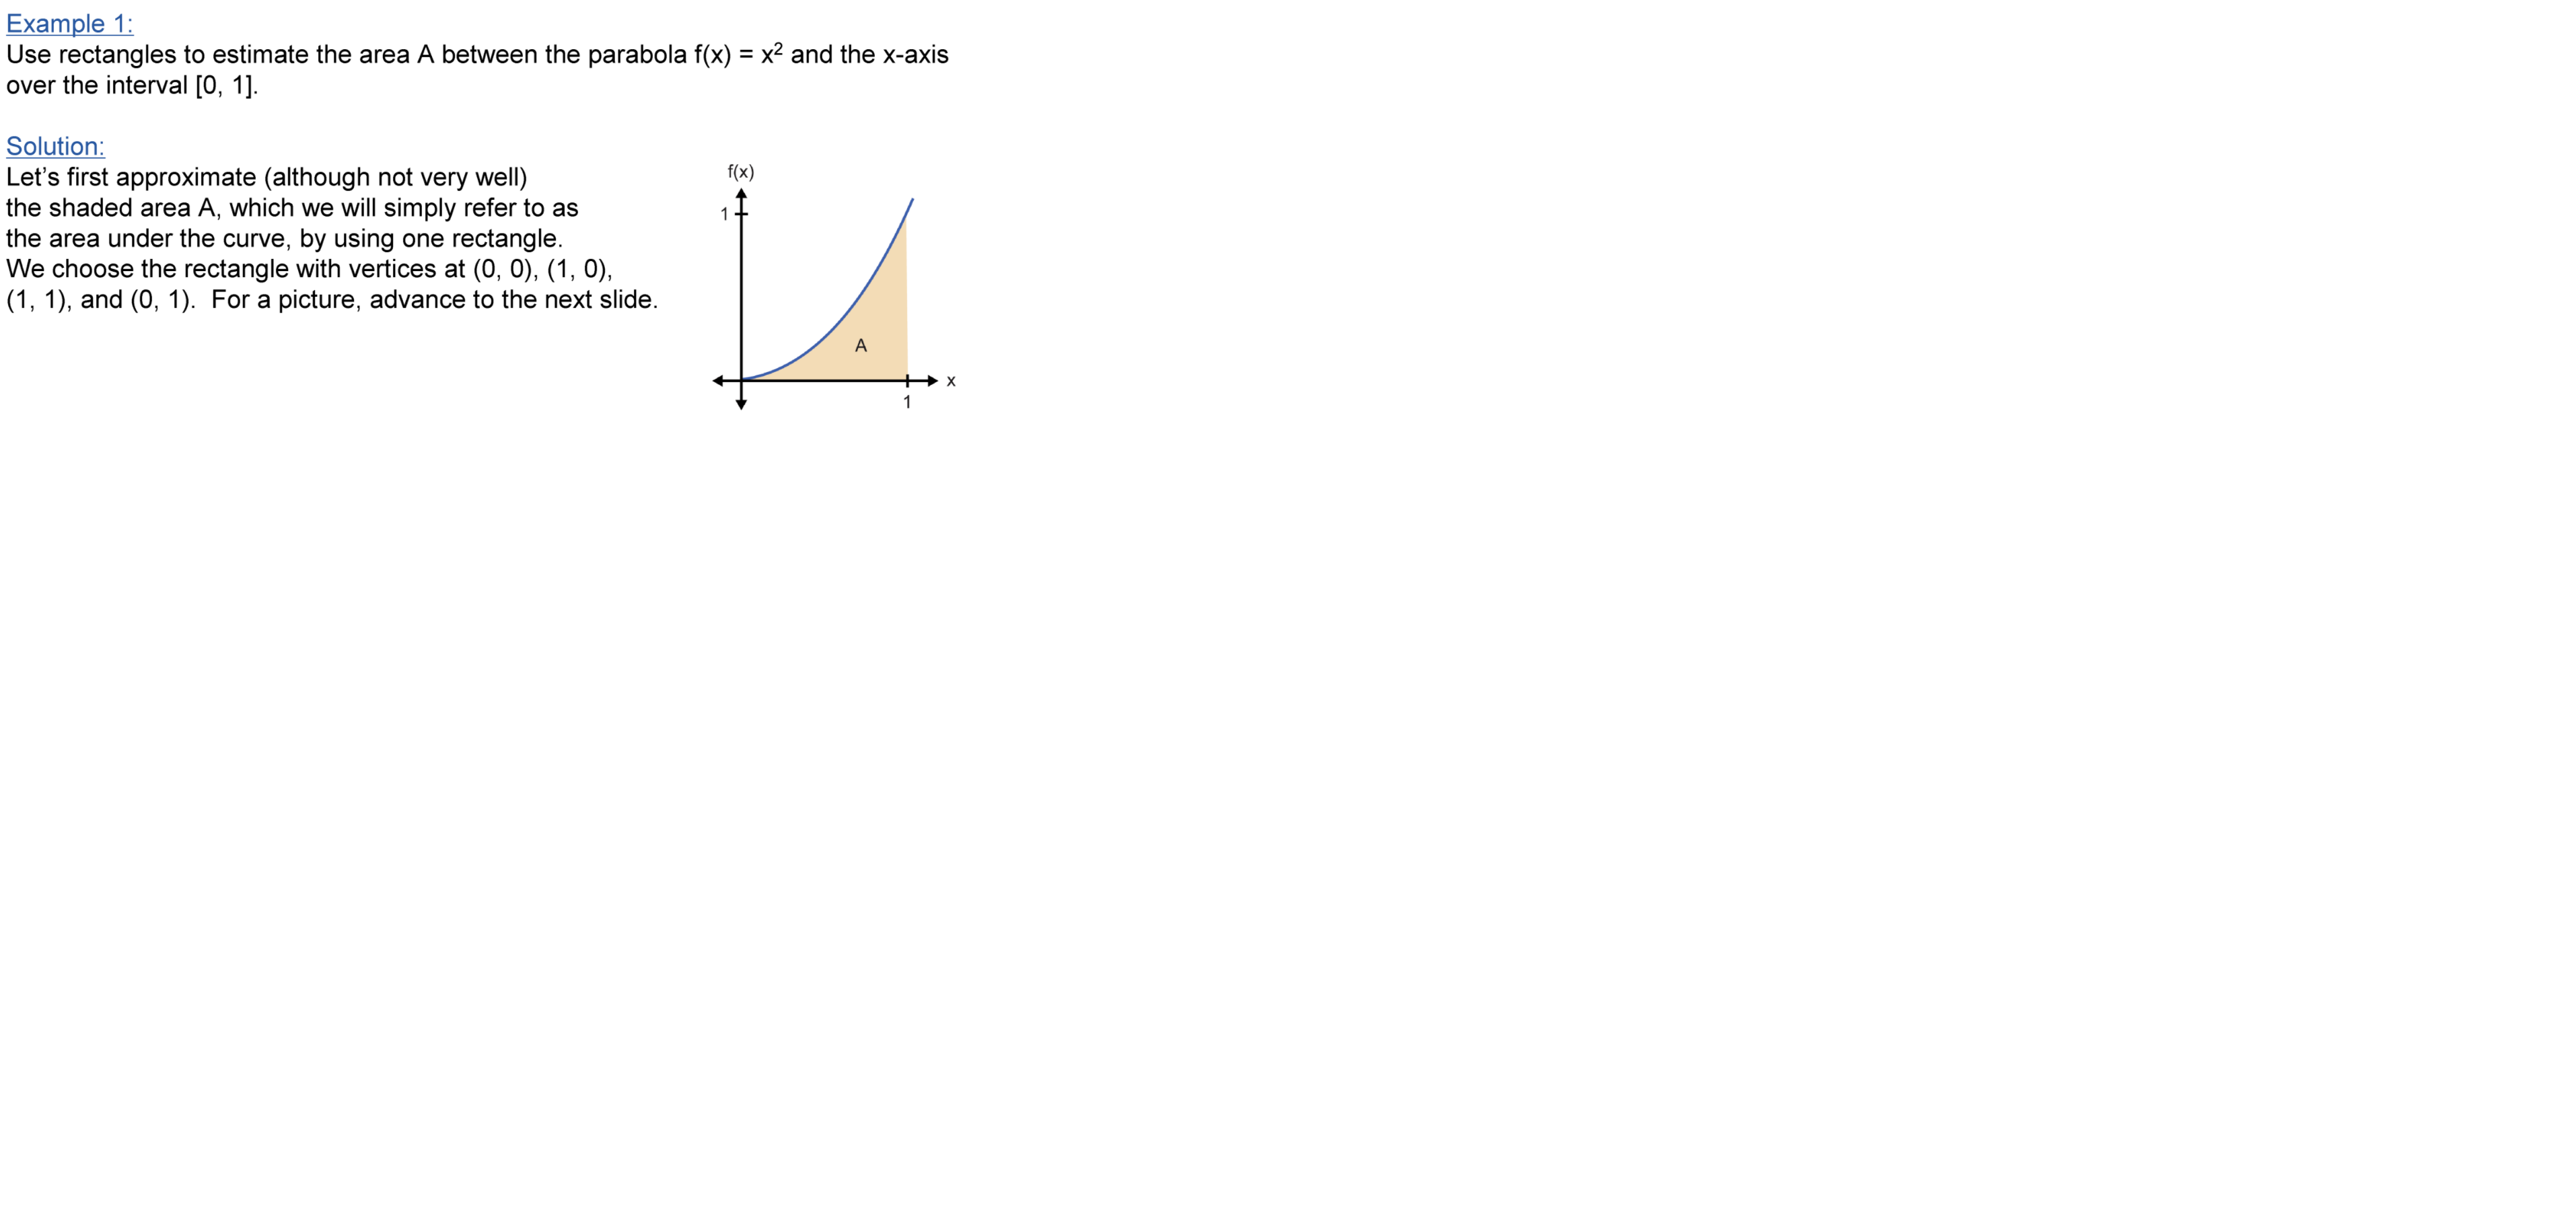 Example 1:
Use rectangles to estimate the area A between the parabola f(x) = x² and the x-axis
over the interval [0, 1].
Solution:
Let’s first approximate (although not very well)
the shaded area A, which we will simply refer to as
the area under the curve, by using one rectangle.
We choose the rectangle with vertices at (0, 0), (1, 0),
(1, 1), and (0, 1).  For a picture, advance to the next slide.
f(x)
1
A
x
1